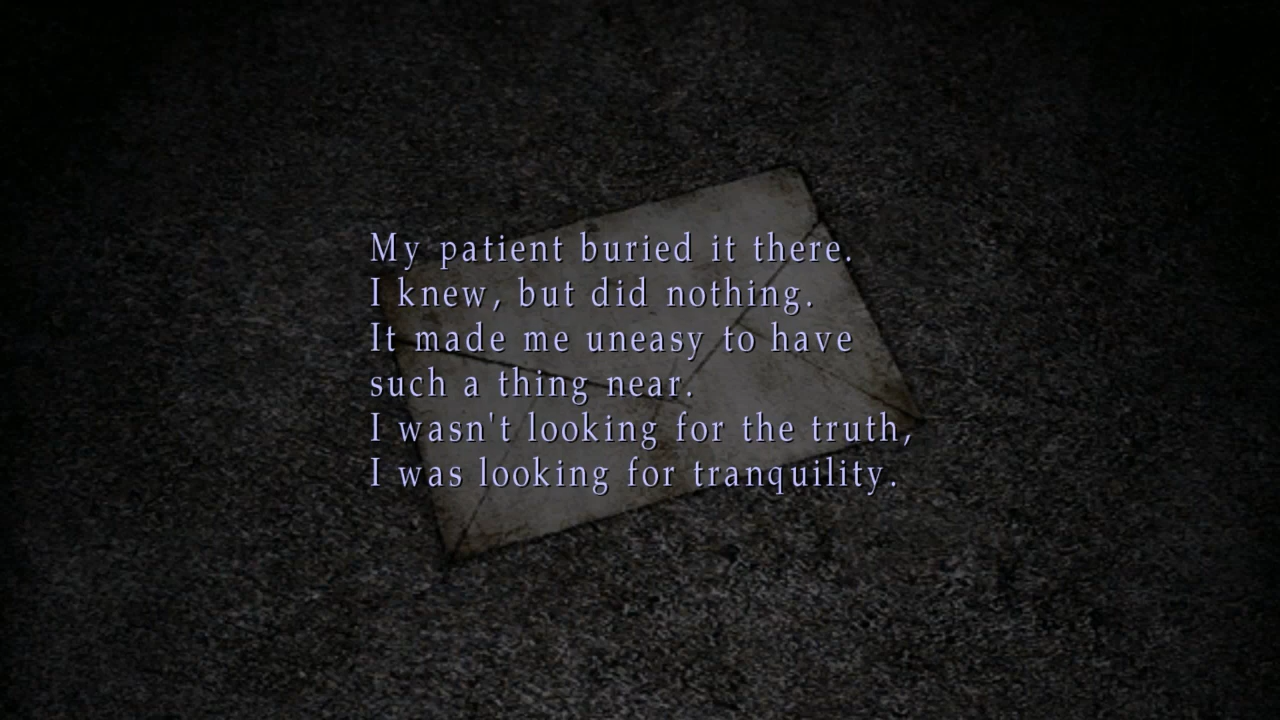 My patient buried it there.
I knew, but did nothing.
It made me uneasy to have
such a thing near.
I wasn't looking for the truth,
I was looking for tranquility.